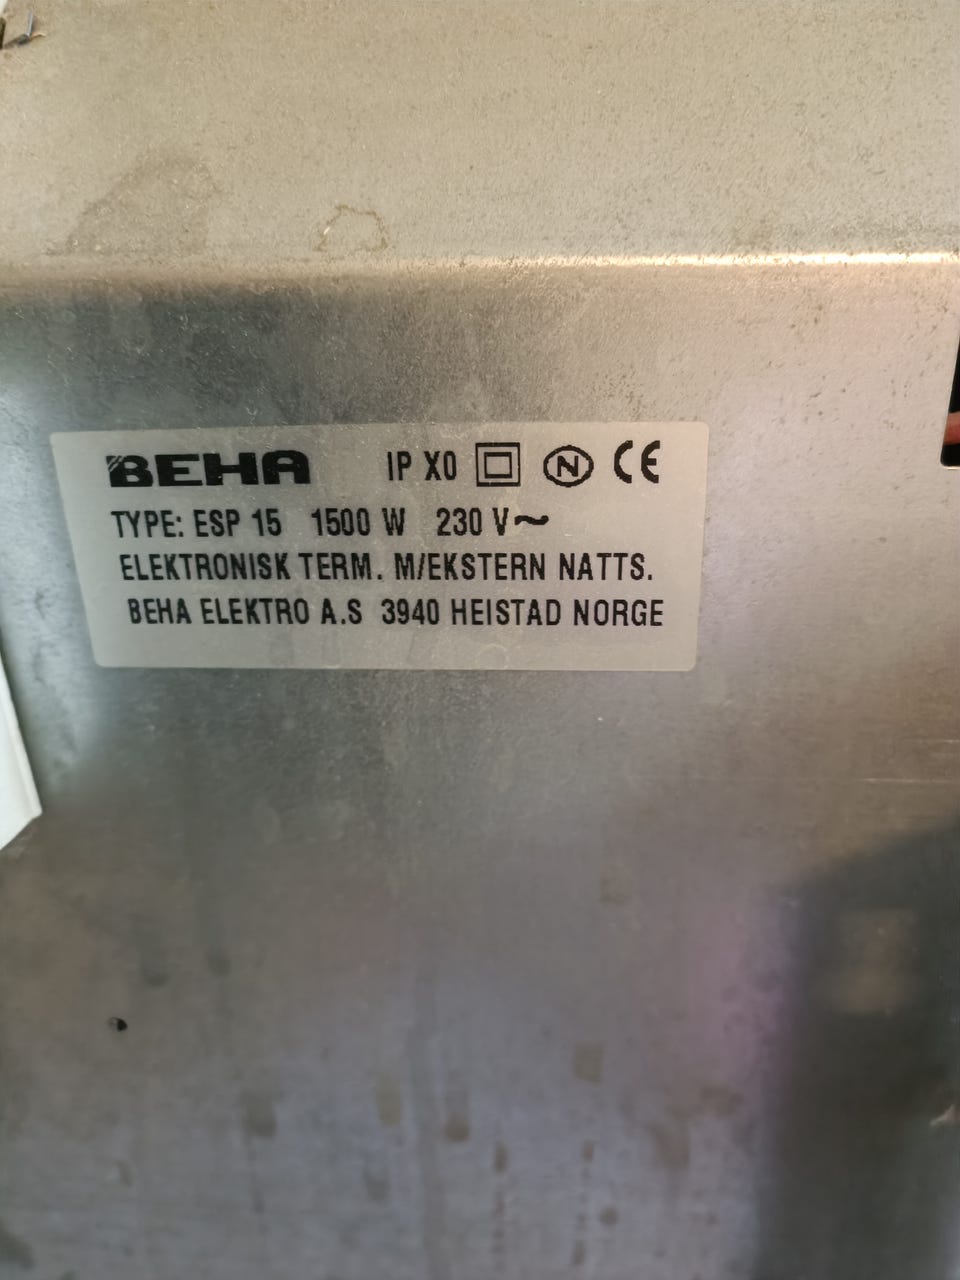 BEHA IP X0 N CE
TYPE: ESP 15 1500 W 230 V~
ELEKTRONISK TERM. M/EKSTERN NATTS.
BEHA ELEKTRO A.S 3940 HEISTAD NORGE